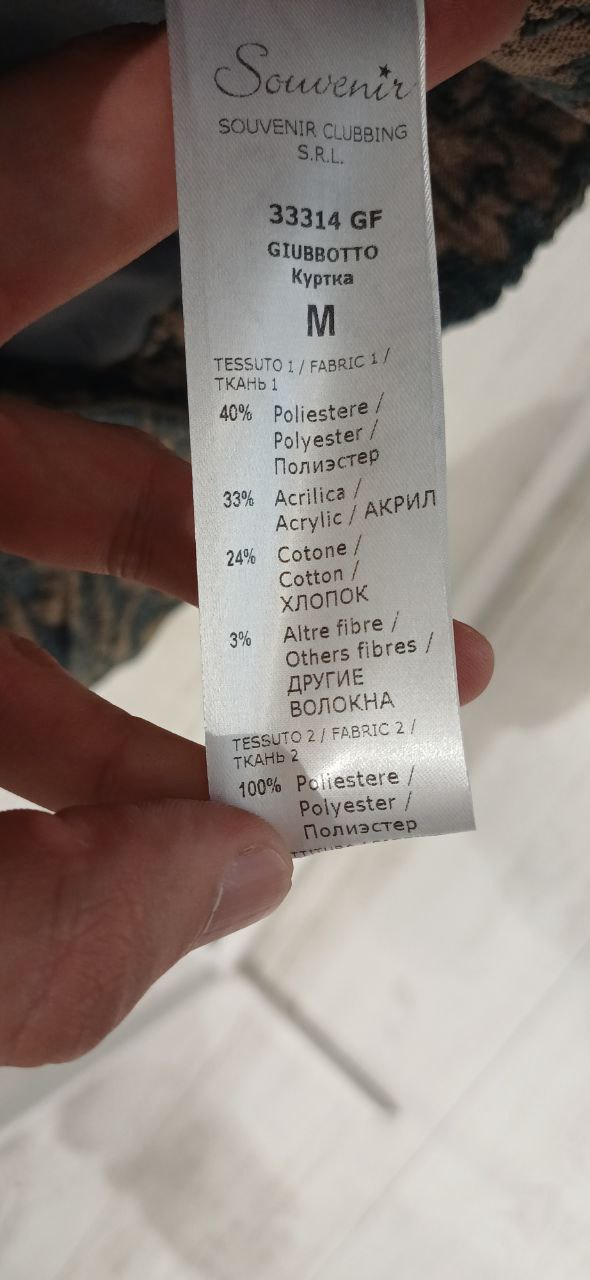 Souvenir
SOUVENIR CLUBBING
S.R.L.
33314 GF
GIUBBOTTO
Куртка
M
TESSUTO 1 / FABRIC 1 /
ТКАНЬ 1
40% Poliestere /
Polyester /
Полиэстер
33% Acrilica /
Acrylic / АКРИЛ
24% Cotone /
Cotton /
ХЛОПОК
3% Altre fibre /
Others fibres /
ДРУГИЕ
ВОЛОКНА
TESSUTO 2 / FABRIC 2 /
ТКАНЬ 2
100% Poliestere /
Polyester /
Полиэстер